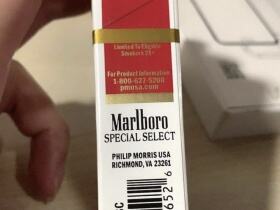 Limited To Eligible
Smokers 21+
For Product Information
1-800-627-5200
pmusa.com
Marlboro
SPECIAL SELECT
PHILIP MORRIS USA
RICHMOND, VA 23261